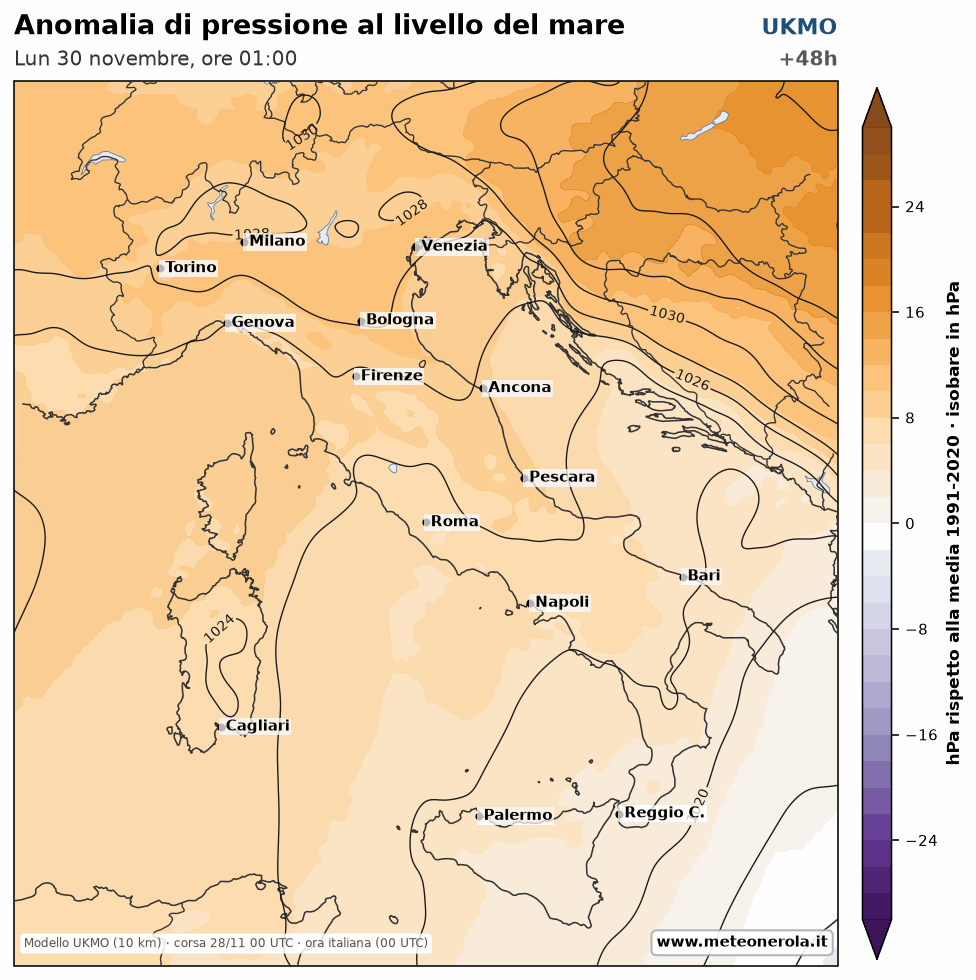 Anomalia di pressione al livello del mare
UKMO
Lun 30 novembre, ore 01:00
+48h
1030
1028
1028
Milano
Venezia
Torino
Genova
Bologna
1030
Firenze
Ancona
1026
Pescara
Roma
Bari
Napoli
1024
Cagliari
Palermo
Reggio C.
20
24
16
8
0
−8
−16
−24
hPa rispetto alla media 1991-2020 · isobare in hPa
Modello UKMO (10 km) · corsa 28/11 00 UTC · ora italiana (00 UTC)
www.meteonerola.it